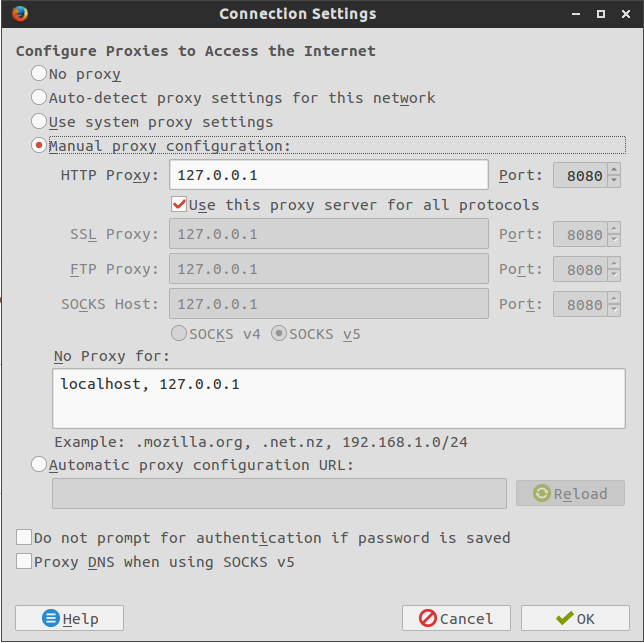 Connection Settings
Configure Proxies to Access the Internet
No proxy
Auto-detect proxy settings for this network
Use system proxy settings
Manual proxy configuration:
HTTP Proxy: 127.0.0.1 Port: 8080
Use this proxy server for all protocols
SSL Proxy: 127.0.0.1 Port: 8080
FTP Proxy: 127.0.0.1 Port: 8080
SOCKS Host: 127.0.0.1 Port: 8080
SOCKS v4 SOCKS v5
No Proxy for:
localhost, 127.0.0.1
Example: .mozilla.org, .net.nz, 192.168.1.0/24
Automatic proxy configuration URL:
Reload
Do not prompt for authentication if password is saved
Proxy DNS when using SOCKS v5
Help Cancel OK